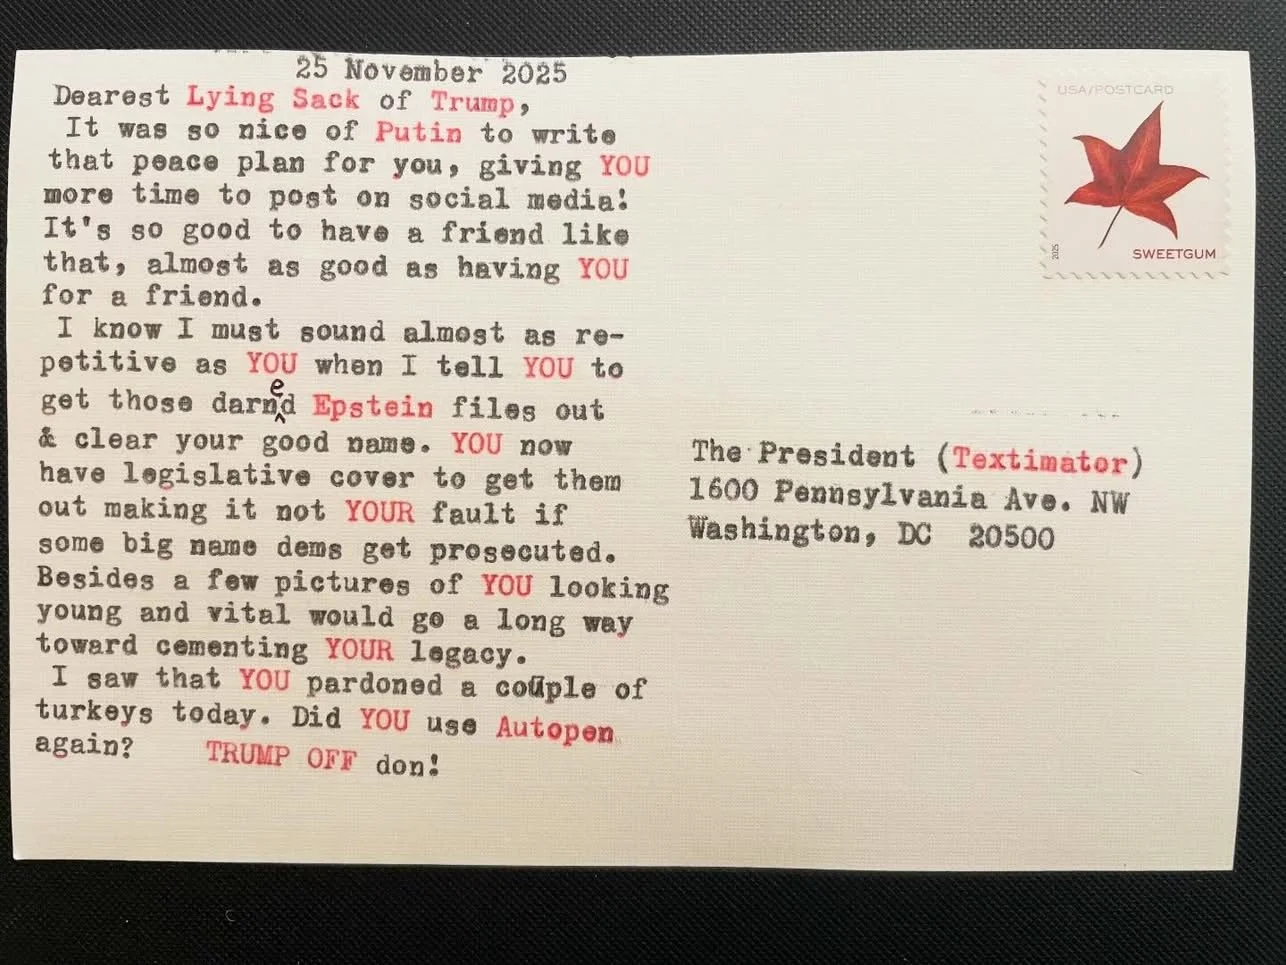 25 November 2025
Dearest Lying Sack of Trump,
It was so nice of Putin to write
that peace plan for you, giving YOU
more time to post on social media!
It's so good to have a friend like
that, almost as good as having YOU
for a friend.
I know I must sound almost as re-
petitive as YOU when I tell YOU to
get those darned Epstein files out
& clear your good name. YOU now
have legislative cover to get them
out making it not YOUR fault if
some big name dems get prosecuted.
Besides a few pictures of YOU looking
young and vital would go a long way
toward cementing YOUR legacy.
I saw that YOU pardoned a couple of
turkeys today. Did YOU use Autopen
again? TRUMP OFF don!
USA/POSTCARD
2025
SWEETGUM
The President (Textimator)
1600 Pennsylvania Ave. NW
Washington, DC 20500